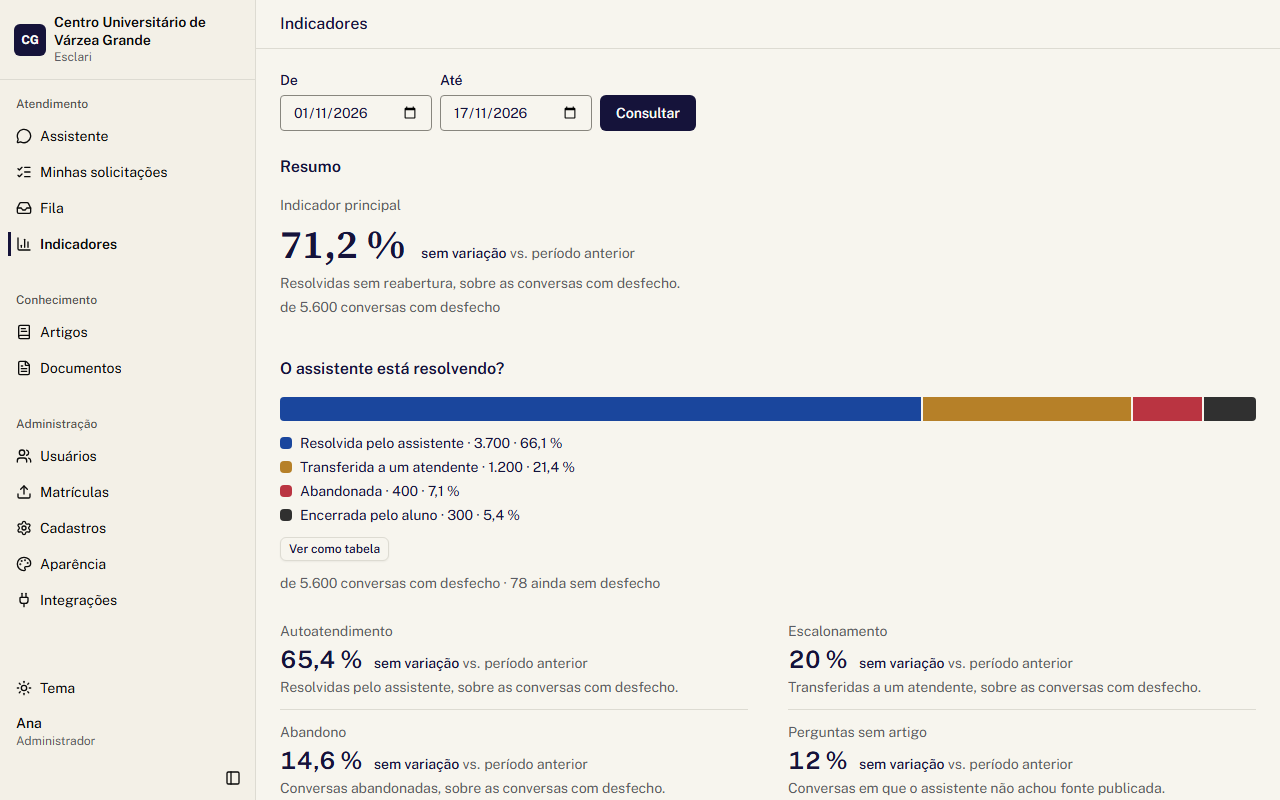 CG
Centro Universitário de
Várzea Grande
Esclari
Atendimento
Assistente
Minhas solicitações
Fila
Indicadores
Conhecimento
Artigos
Documentos
Administração
Usuários
Matrículas
Cadastros
Aparência
Integrações
Tema
Ana
Administrador
Indicadores
De
Até
01/11/2026
17/11/2026
Consultar
Resumo
Indicador principal
71,2 % sem variação vs. período anterior
Resolvidas sem reabertura, sobre as conversas com desfecho.
de 5.600 conversas com desfecho
O assistente está resolvendo?
Resolvida pelo assistente · 3.700 · 66,1 %
Transferida a um atendente · 1.200 · 21,4 %
Abandonada · 400 · 7,1 %
Encerrada pelo aluno · 300 · 5,4 %
Ver como tabela
de 5.600 conversas com desfecho · 78 ainda sem desfecho
Autoatendimento
65,4 % sem variação vs. período anterior
Resolvidas pelo assistente, sobre as conversas com desfecho.
Escalonamento
20 % sem variação vs. período anterior
Transferidas a um atendente, sobre as conversas com desfecho.
Abandono
14,6 % sem variação vs. período anterior
Conversas abandonadas, sobre as conversas com desfecho.
Perguntas sem artigo
12 % sem variação vs. período anterior
Conversas em que o assistente não achou fonte publicada.